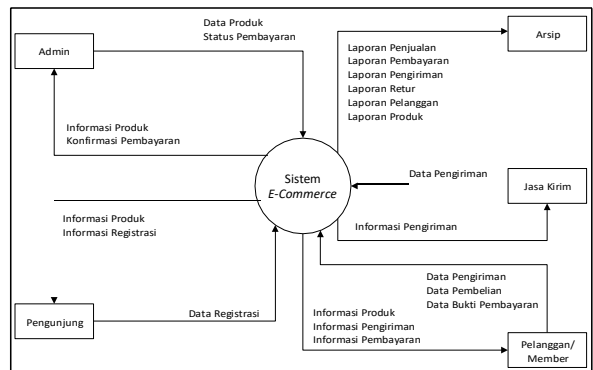 Data Produk
Status Pembayaran
Admin
Arsip
Laporan Penjualan
Laporan Pembayaran
Laporan Pengiriman
Laporan Retur
Laporan Pelanggan
Laporan Produk
Informasi Produk
Konfirmasi Pembayaran
Sistem
E-Commerce
Data Pengiriman
Jasa Kirim
Informasi Produk
Informasi Registrasi
Informasi Pengiriman
Data Pengiriman
Data Pembelian
Data Bukti Pembayaran
Pengunjung
Data Registrasi
Informasi Produk
Informasi Pengiriman
Informasi Pembayaran
Pelanggan/
Member